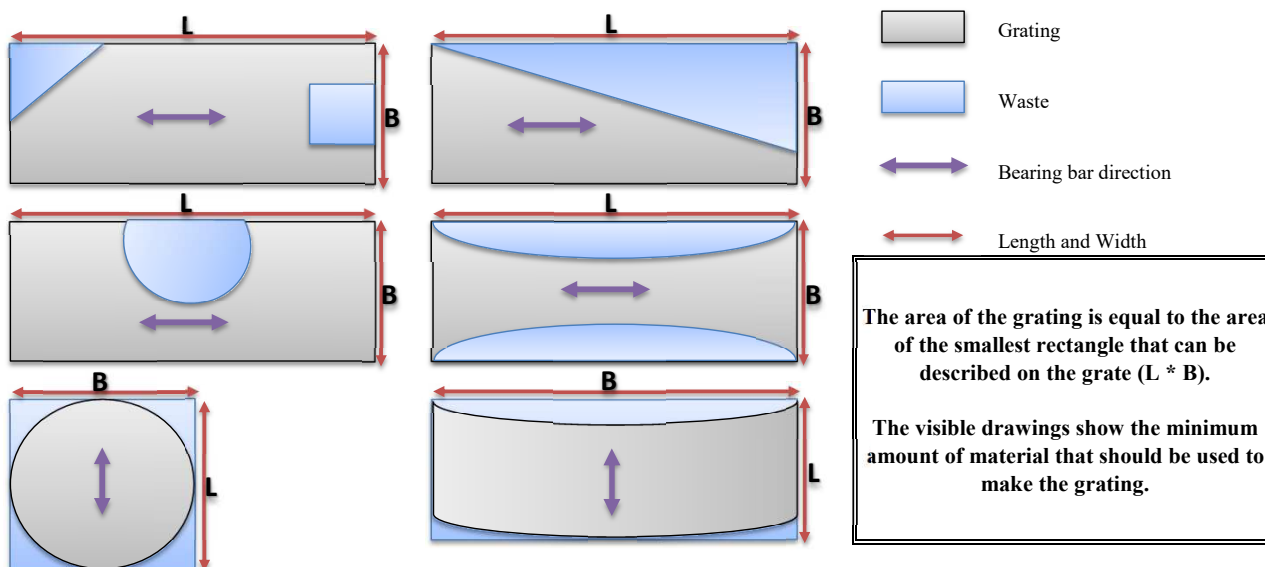 L
B
L
B
L
B
L
B
B
L
B
L
Grating
Waste
Bearing bar direction
Length and Width
The area of the grating is equal to the area
of the smallest rectangle that can be
described on the grate (L * B).
The visible drawings show the minimum
amount of material that should be used to
make the grating.